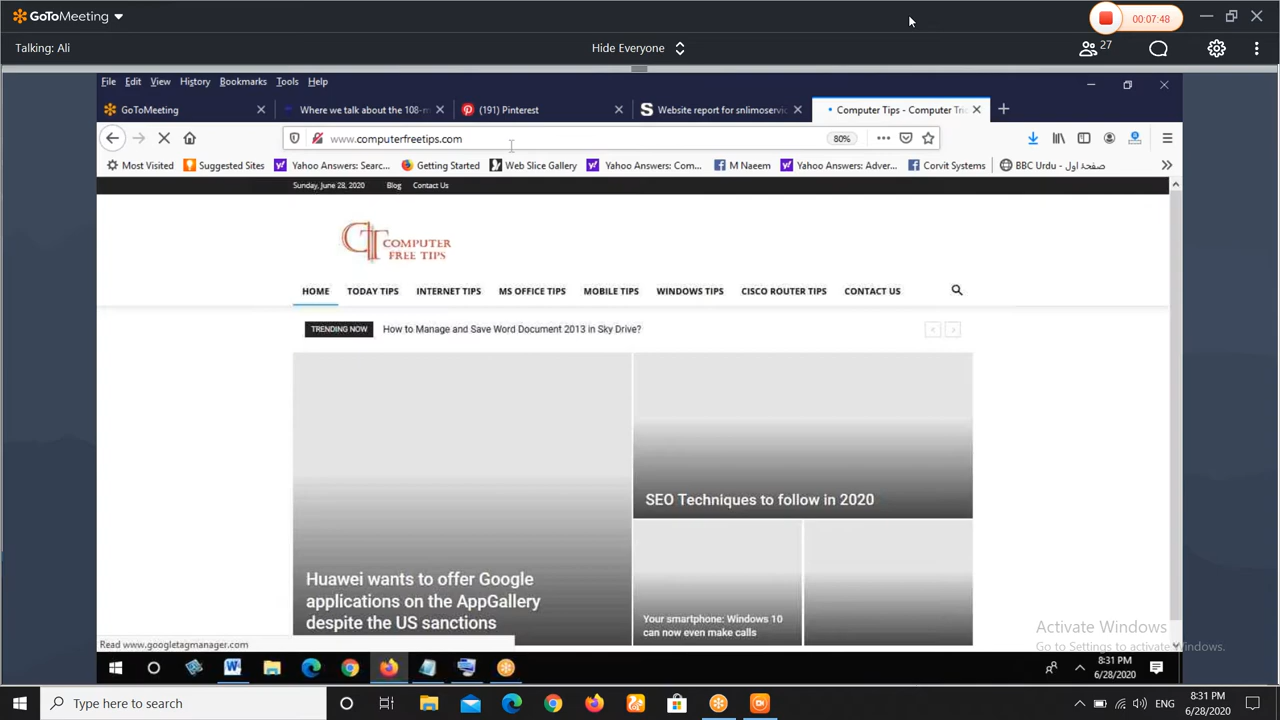 GoToMeeting
00:07:48
Talking: Ali
Hide Everyone
27
File Edit View History Bookmarks Tools Help
GoToMeeting
Where we talk about the 108-m
(191) Pinterest
Website report for snlimoservic
Computer Tips - Computer Tric
www.computerfreetips.com
80%
Most Visited
Suggested Sites
Yahoo Answers: Searc...
Getting Started
Web Slice Gallery
Yahoo Answers: Com...
M Naeem
Yahoo Answers: Adver...
Corvit Systems
BBC Urdu - صفحۂ اول
Sunday, June 28, 2020 Blog Contact Us
COMPUTER
FREE TIPS
HOME TODAY TIPS INTERNET TIPS MS OFFICE TIPS MOBILE TIPS WINDOWS TIPS CISCO ROUTER TIPS CONTACT US
TRENDING NOW How to Manage and Save Word Document 2013 in Sky Drive?
SEO Techniques to follow in 2020
Huawei wants to offer Google
applications on the AppGallery
despite the US sanctions
Your smartphone: Windows 10
can now even make calls
Read www.googletagmanager.com
Activate Windows
Go to Settings to activate Windows.
8:31 PM
6/28/2020
Type here to search
ENG
8:31 PM
6/28/2020